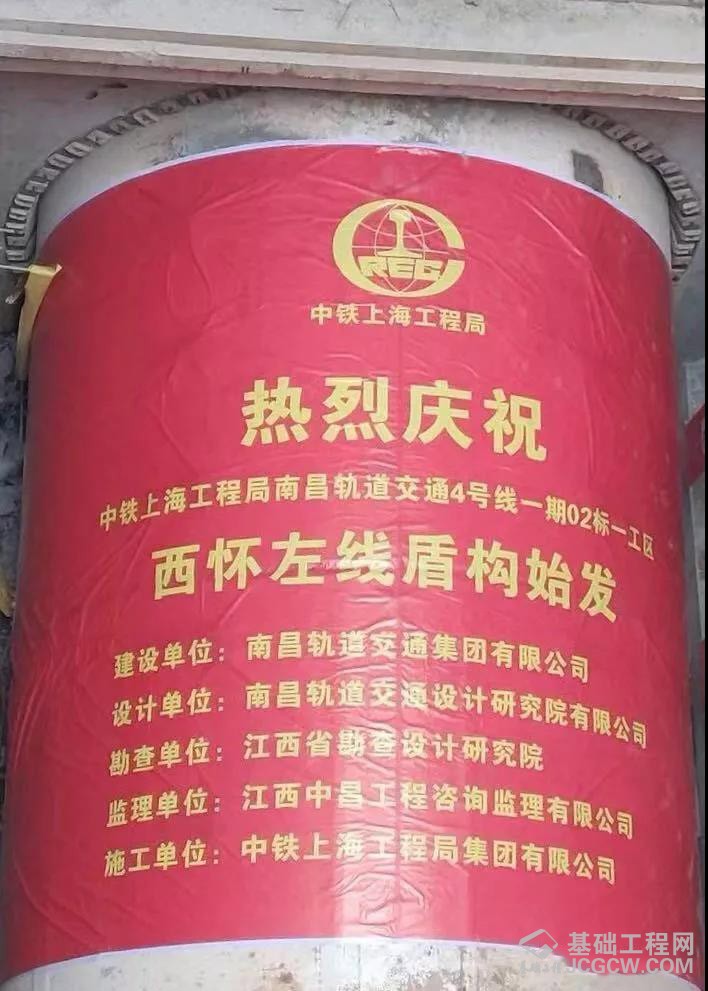 CREGC
中铁上海工程局
热烈庆祝
中铁上海工程局南昌轨道交通4号线一期02标一工区
西怀左线盾构始发
建设单位：南昌轨道交通集团有限公司
设计单位：南昌轨道交通设计研究院有限公司
勘查单位：江西省勘查设计研究院
监理单位：江西中昌工程咨询监理有限公司
施工单位：中铁上海工程局集团有限公司
基础工程网
JCGCW.COM